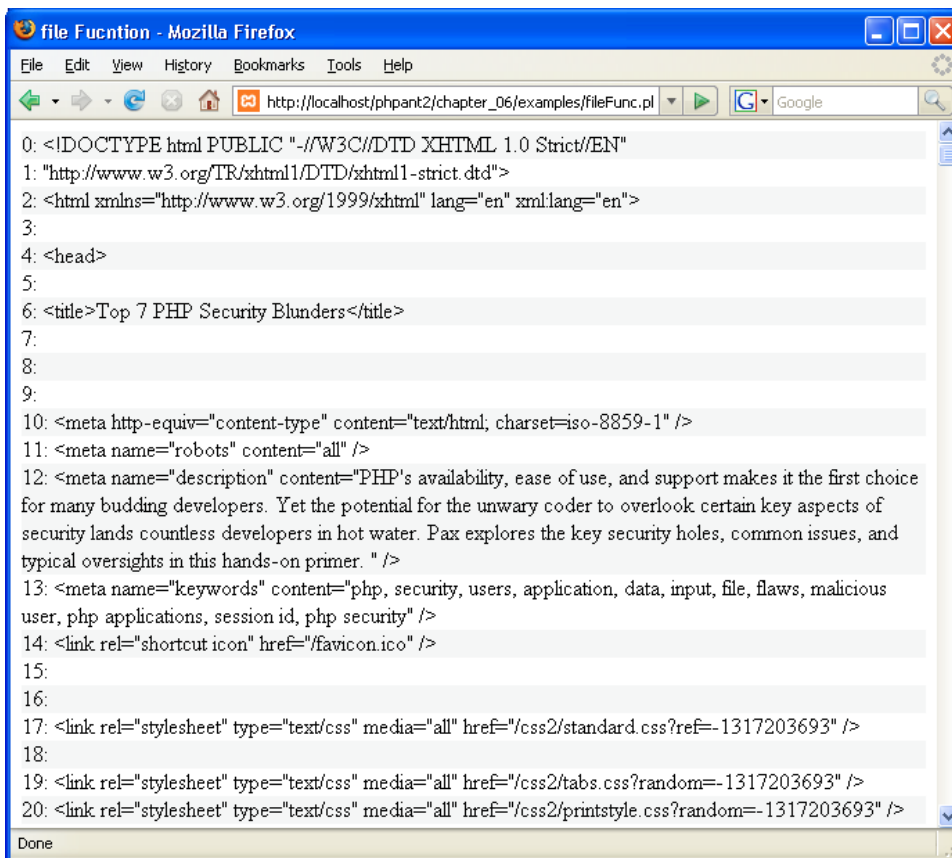 file Fucntion - Mozilla Firefox
File Edit View History Bookmarks Tools Help
http://localhost/phpant2/chapter_06/examples/fileFunc.pl
G Google
0: <!DOCTYPE html PUBLIC "-//W3C//DTD XHTML 1.0 Strict//EN"
1: "http://www.w3.org/TR/xhtml1/DTD/xhtml1-strict.dtd">
2: <html xmlns="http://www.w3.org/1999/xhtml" lang="en" xml:lang="en">
3:
4: <head>
5:
6: <title>Top 7 PHP Security Blunders</title>
7:
8:
9:
10: <meta http-equiv="content-type" content="text/html; charset=iso-8859-1" />
11: <meta name="robots" content="all" />
12: <meta name="description" content="PHP's availability, ease of use, and support makes it the first choice
for many budding developers. Yet the potential for the unwary coder to overlook certain key aspects of
security lands countless developers in hot water. Pax explores the key security holes, common issues, and
typical oversights in this hands-on primer. " />
13: <meta name="keywords" content="php, security, users, application, data, input, file, flaws, malicious
user, php applications, session id, php security" />
14: <link rel="shortcut icon" href="/favicon.ico" />
15:
16:
17: <link rel="stylesheet" type="text/css" media="all" href="/css2/standard.css?ref=-1317203693" />
18:
19: <link rel="stylesheet" type="text/css" media="all" href="/css2/tabs.css?random=-1317203693" />
20: <link rel="stylesheet" type="text/css" media="all" href="/css2/printstyle.css?random=-1317203693" />
Done